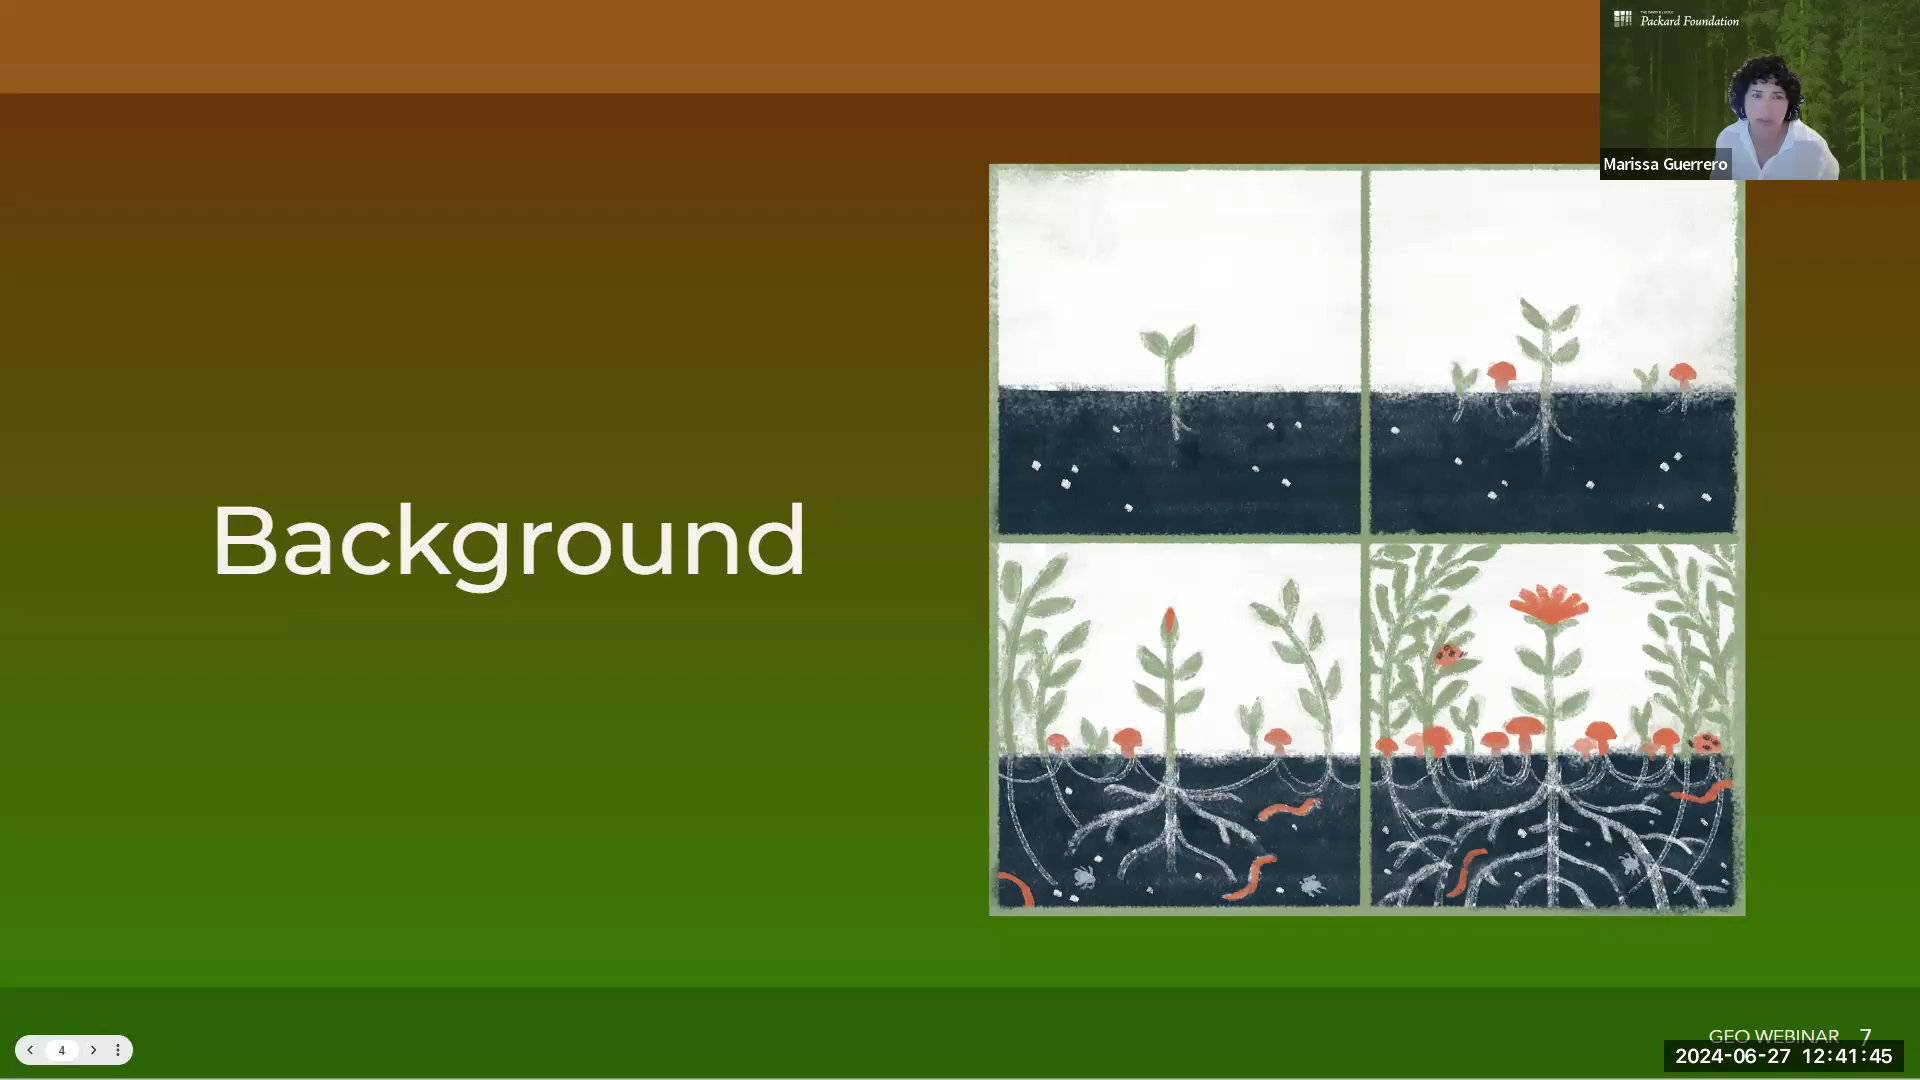 Packard Foundation
Marissa Guerrero
Background
4
GEO WEBINAR 7
2024-06-27 12:41:45